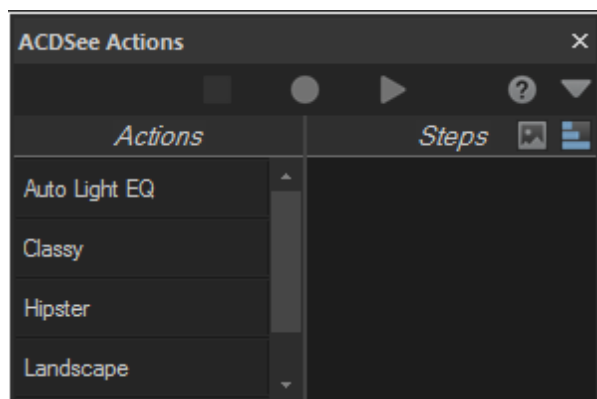 ACDSee Actions
Actions Steps
Auto Light EQ
Classy
Hipster
Landscape